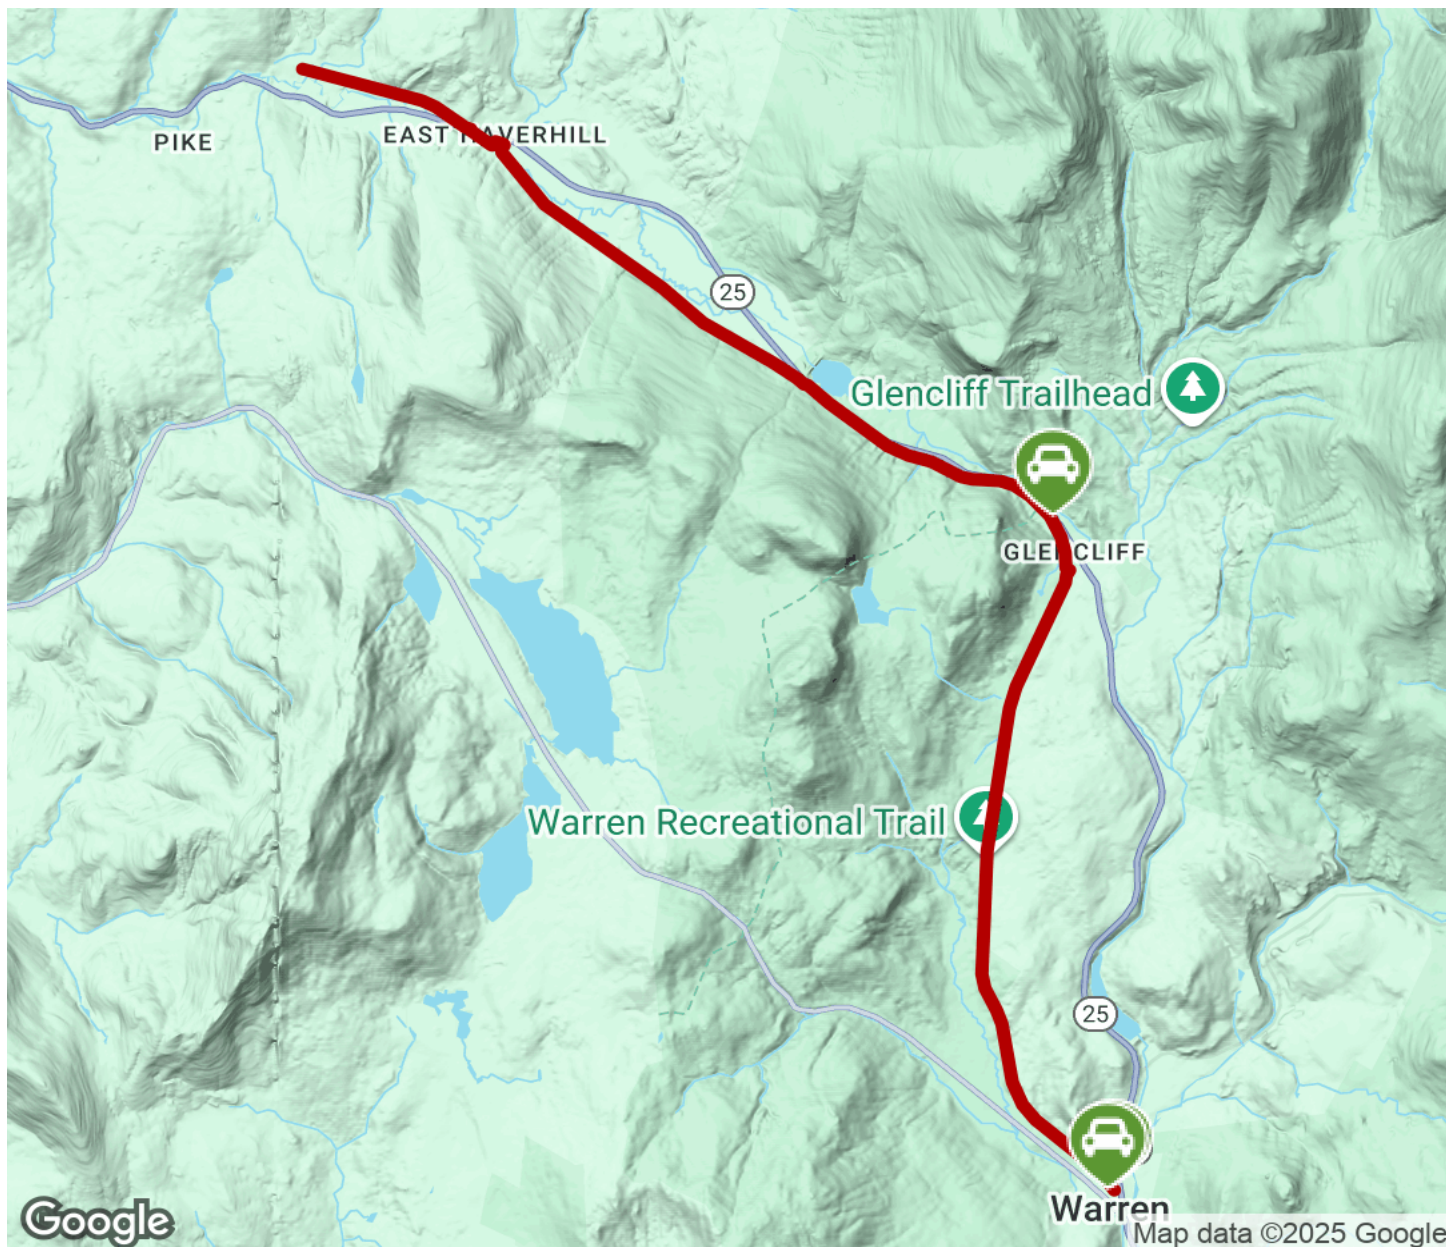 PIKE
EAST HAVERHILL
25
Glencliff Trailhead
GLENCLIFF
Warren Recreational Trail
25
Warren
Google
Map data ©2025 Google